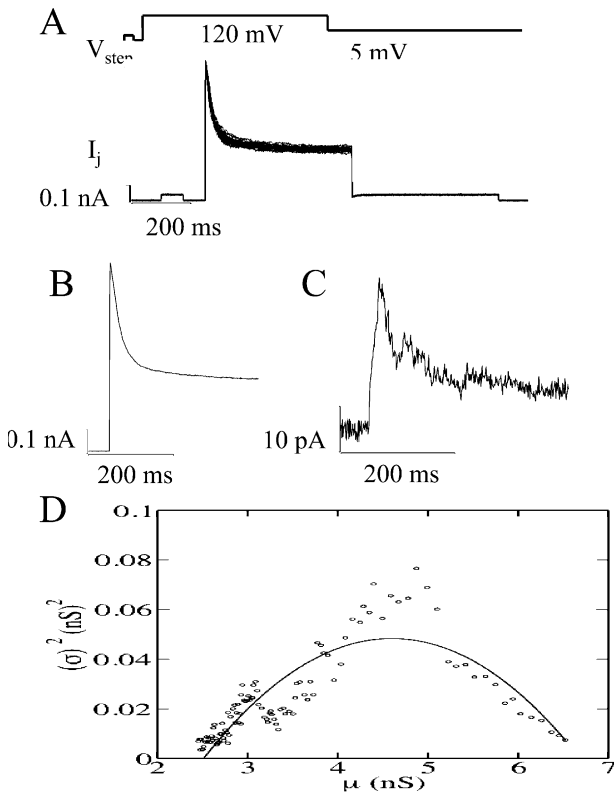 A
V_step 120 mV 5 mV
I_j
0.1 nA
200 ms
B C
0.1 nA 10 pA
200 ms 200 ms
D
0.1
0.08
0.06
0.04
0.02
0
(σ)² (nS)²
2 3 4 5 6 7
μ (nS)